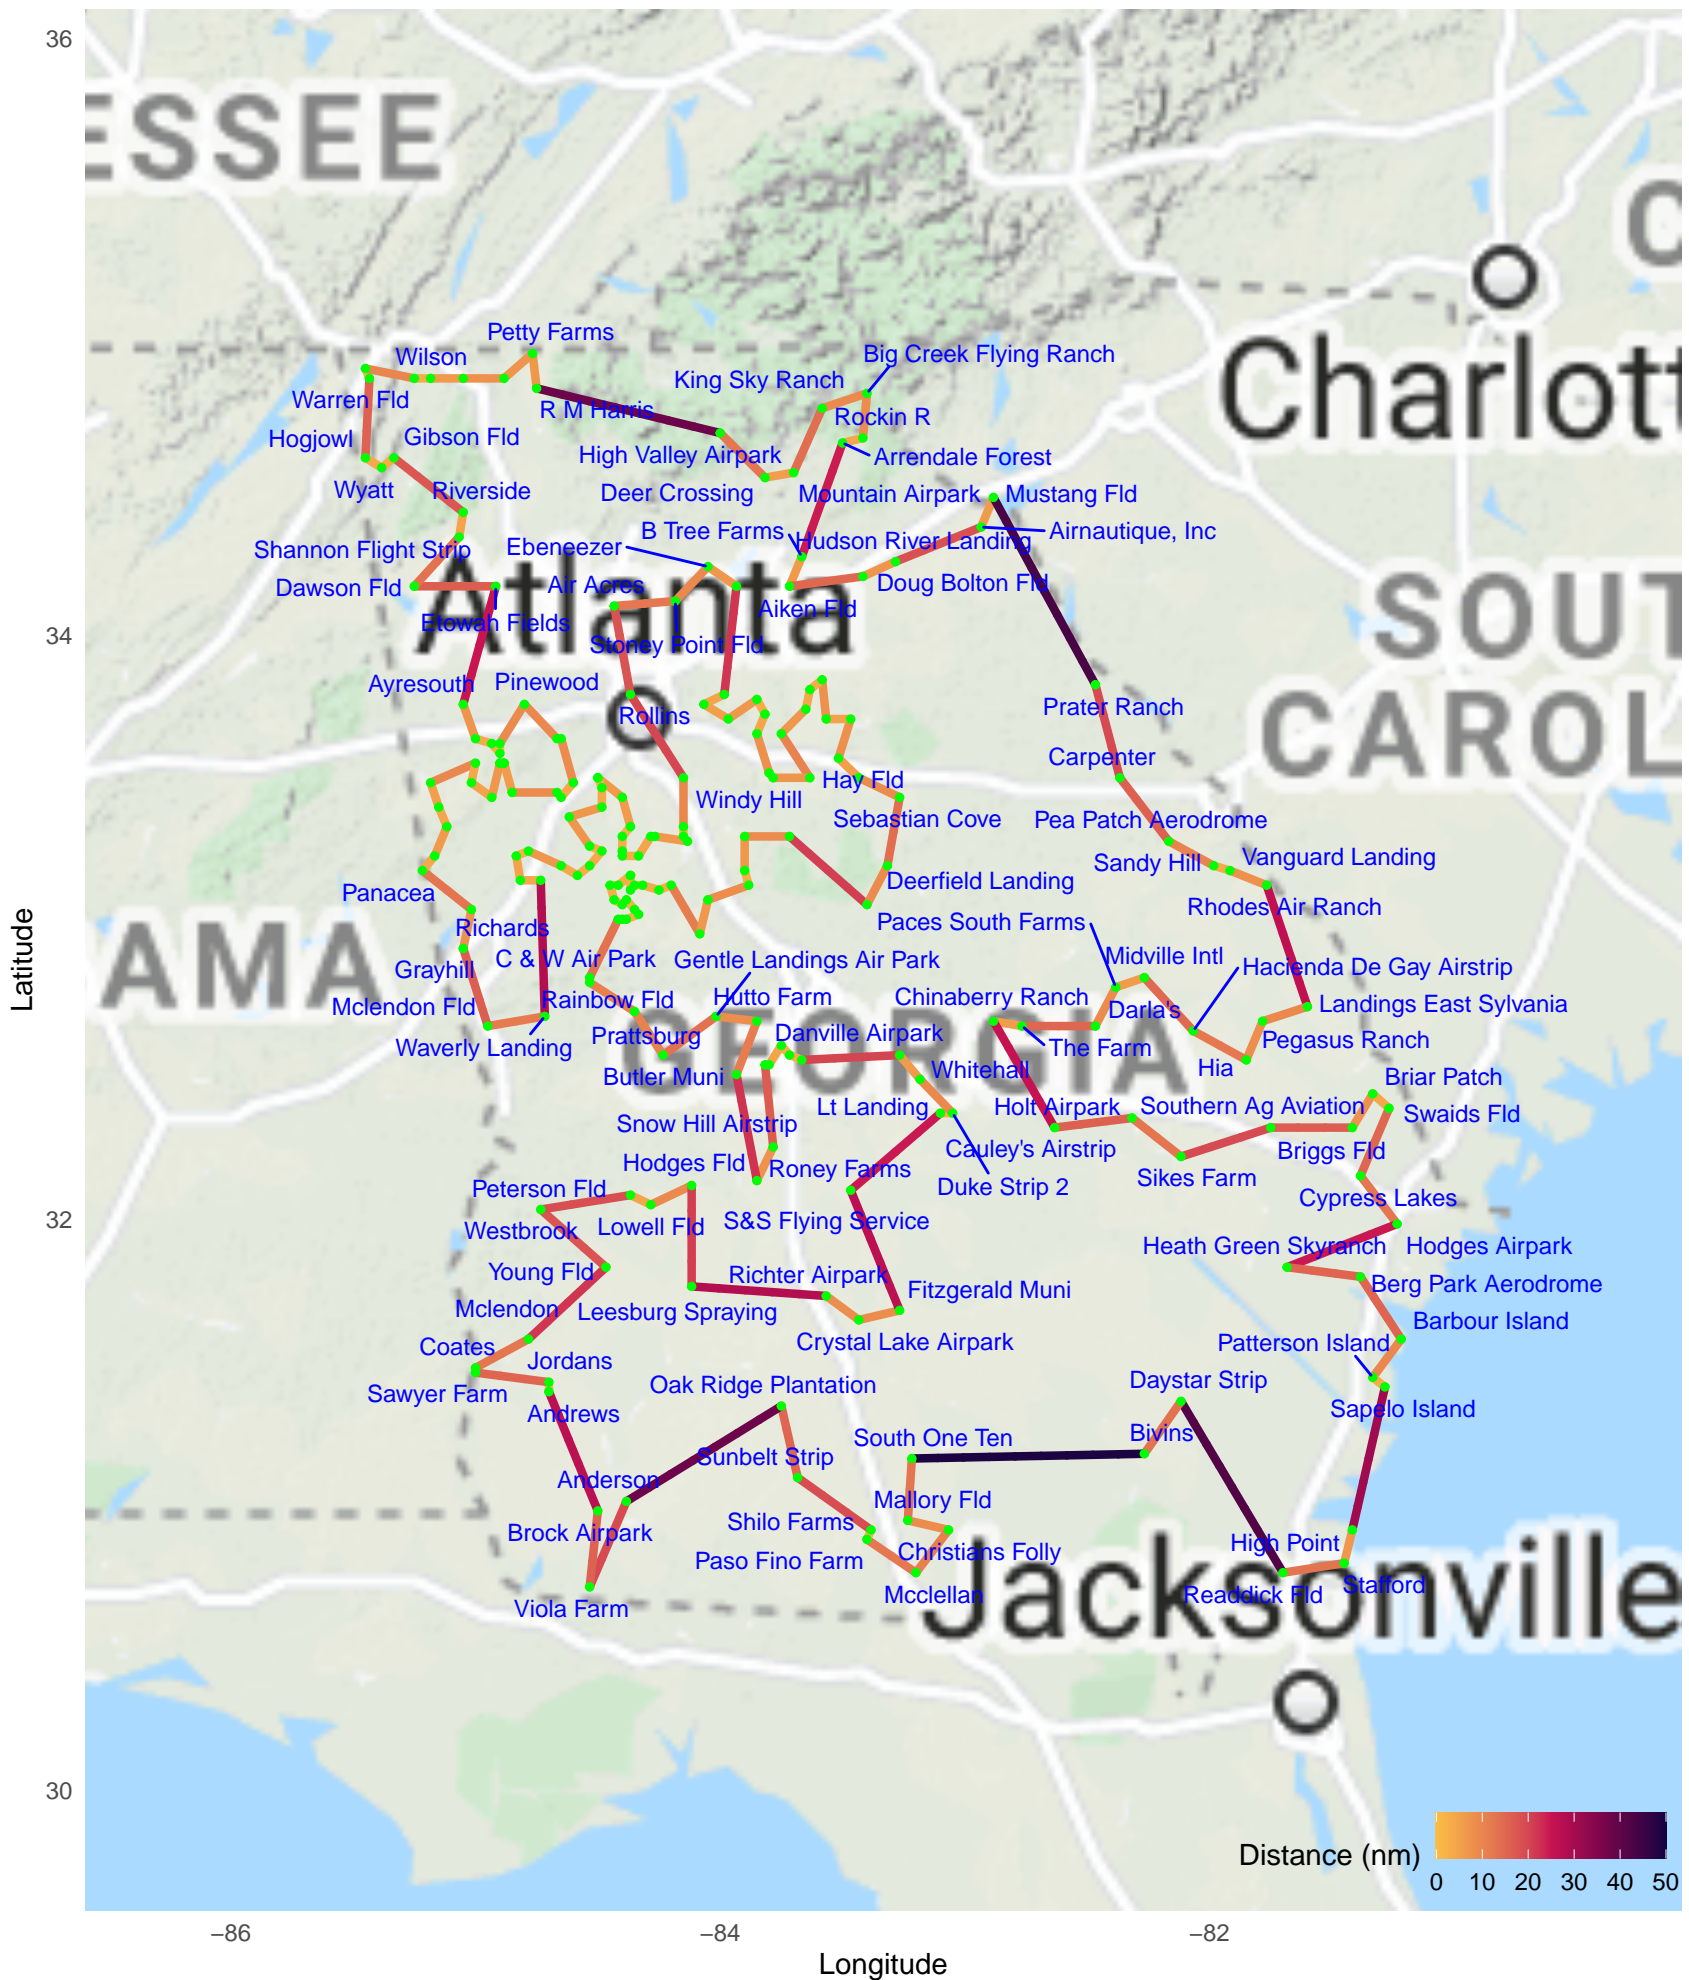 36
ESSEE
C
Petty Farms
Big Creek Flying Ranch
Wilson
King Sky Ranch
Charlott
Warren Fld
R M Harris
Rockin R
Hogjowl
Gibson Fld
High Valley Airpark
Arrendale Forest
Wyatt
Riverside
Deer Crossing
Mountain Airpark
Mustang Fld
B Tree Farms
Hudson River Landing
Airnautique, Inc
Shannon Flight Strip
Ebeneezer
Dawson Fld
Air Acres
Doug Bolton Fld
Atlanta
Aiken Fld
SOUT
Etowah Fields
34
Stoney Point Fld
Ayresouth
Pinewood
Rollins
Prater Ranch
CAROL
Carpenter
Hay Fld
Windy Hill
Sebastian Cove
Pea Patch Aerodrome
Sandy Hill
Vanguard Landing
Panacea
Deerfield Landing
Rhodes Air Ranch
Richards
Paces South Farms
AMA
C & W Air Park
Gentle Landings Air Park
Midville Intl
Hacienda De Gay Airstrip
Grayhill
Mclendon Fld
Rainbow Fld
Hutto Farm
Chinaberry Ranch
Darla's
Landings East Sylvania
Waverly Landing
Prattsburg
Danville Airpark
The Farm
Pegasus Ranch
GEORGIA
Butler Muni
Whitehall
Hia
Briar Patch
Lt Landing
Holt Airpark
Southern Ag Aviation
Swaids Fld
Snow Hill Airstrip
Cauley's Airstrip
Briggs Fld
Hodges Fld
Roney Farms
Duke Strip 2
Sikes Farm
Peterson Fld
Cypress Lakes
32
Westbrook
Lowell Fld
S&S Flying Service
Heath Green Skyranch
Hodges Airpark
Young Fld
Richter Airpark
Fitzgerald Muni
Berg Park Aerodrome
Mclendon
Leesburg Spraying
Barbour Island
Coates
Crystal Lake Airpark
Patterson Island
Jordans
Sawyer Farm
Oak Ridge Plantation
Daystar Strip
Andrews
Sapelo Island
South One Ten
Bivins
Sunbelt Strip
Anderson
Mallory Fld
Brock Airpark
Shilo Farms
High Point
Paso Fino Farm
Christians Folly
Mcclellan
Readdick Fld
Stafford
Jacksonville
Viola Farm
30
Distance (nm)
0 10 20 30 40 50
−86
−84
−82
Longitude
Latitude